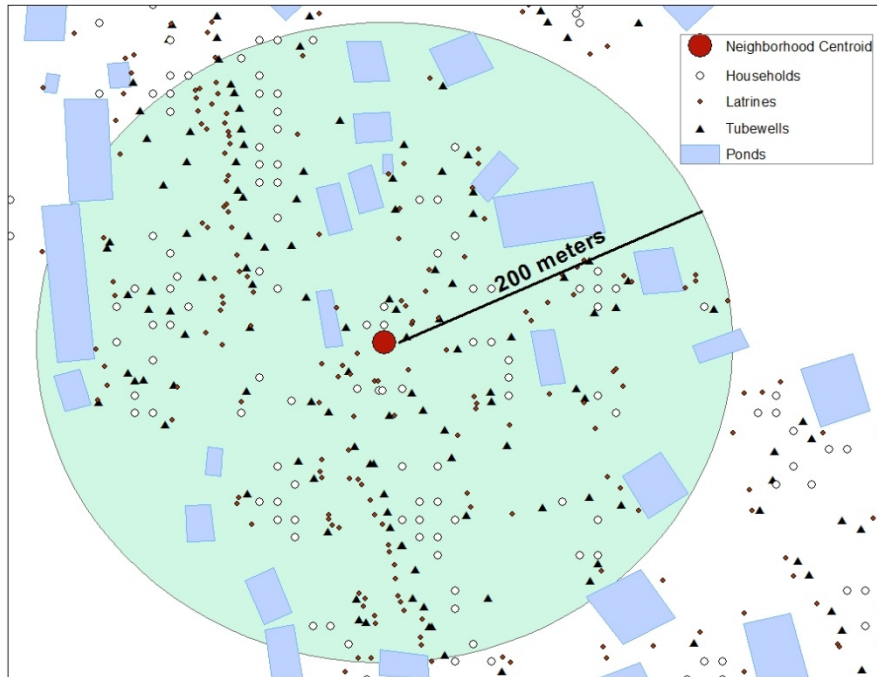 Neighborhood Centroid
Households
Latrines
Tubewells
Ponds
200 meters